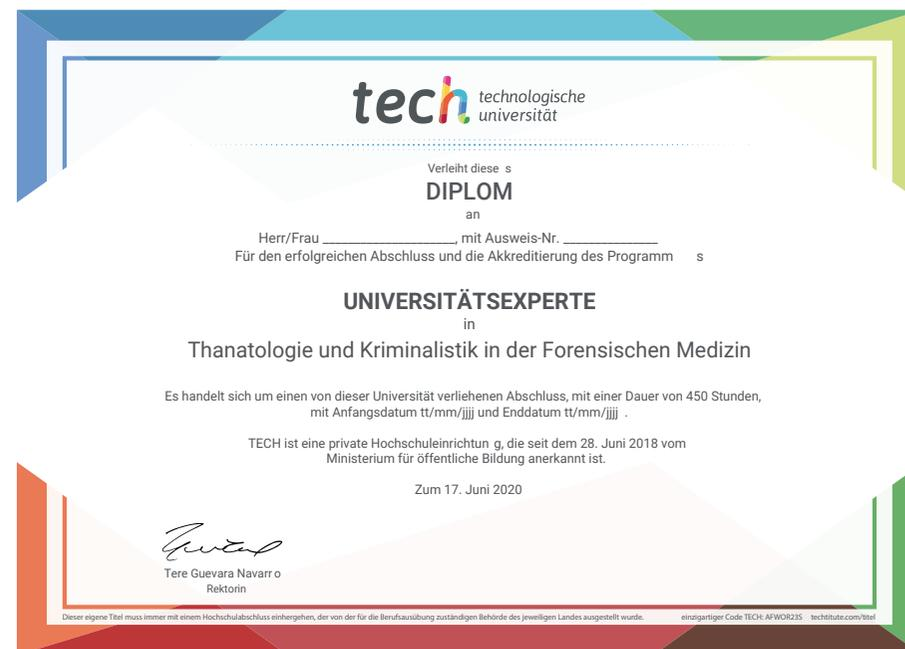 tech technologische
universität
Verleiht diese s
DIPLOM
an
Herr/Frau ______________________, mit Ausweis-Nr. ________________
Für den erfolgreichen Abschluss und die Akkreditierung des Programm s
UNIVERSITÄTSEXPERTE
in
Thanatologie und Kriminalistik in der Forensischen Medizin
Es handelt sich um einen von dieser Universität verliehenen Abschluss, mit einer Dauer von 450 Stunden,
mit Anfangsdatum tt/mm/jjjj und Enddatum tt/mm/jjjj .
TECH ist eine private Hochschuleinrichtun g, die seit dem 28. Juni 2018 vom
Ministerium für öffentliche Bildung anerkannt ist.
Zum 17. Juni 2020
Tere Guevara Navarr o
Rektorin
Dieser eigene Titel muss immer mit einem Hochschulabschluss einhergehen, der von der für die Berufsausübung zuständigen Behörde des jeweiligen Landes ausgestellt wurde. einzigartiger Code TECH: AFWOR23S techtitute.com/titel